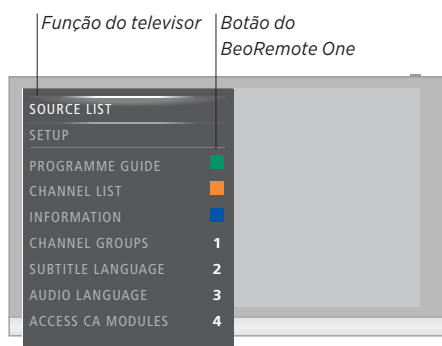 Função do televisor
Botão do
BeoRemote One
SOURCE LIST
SETUP
PROGRAMME GUIDE
CHANNEL LIST
INFORMATION
CHANNEL GROUPS 1
SUBTITLE LANGUAGE 2
AUDIO LANGUAGE 3
ACCESS CA MODULES 4